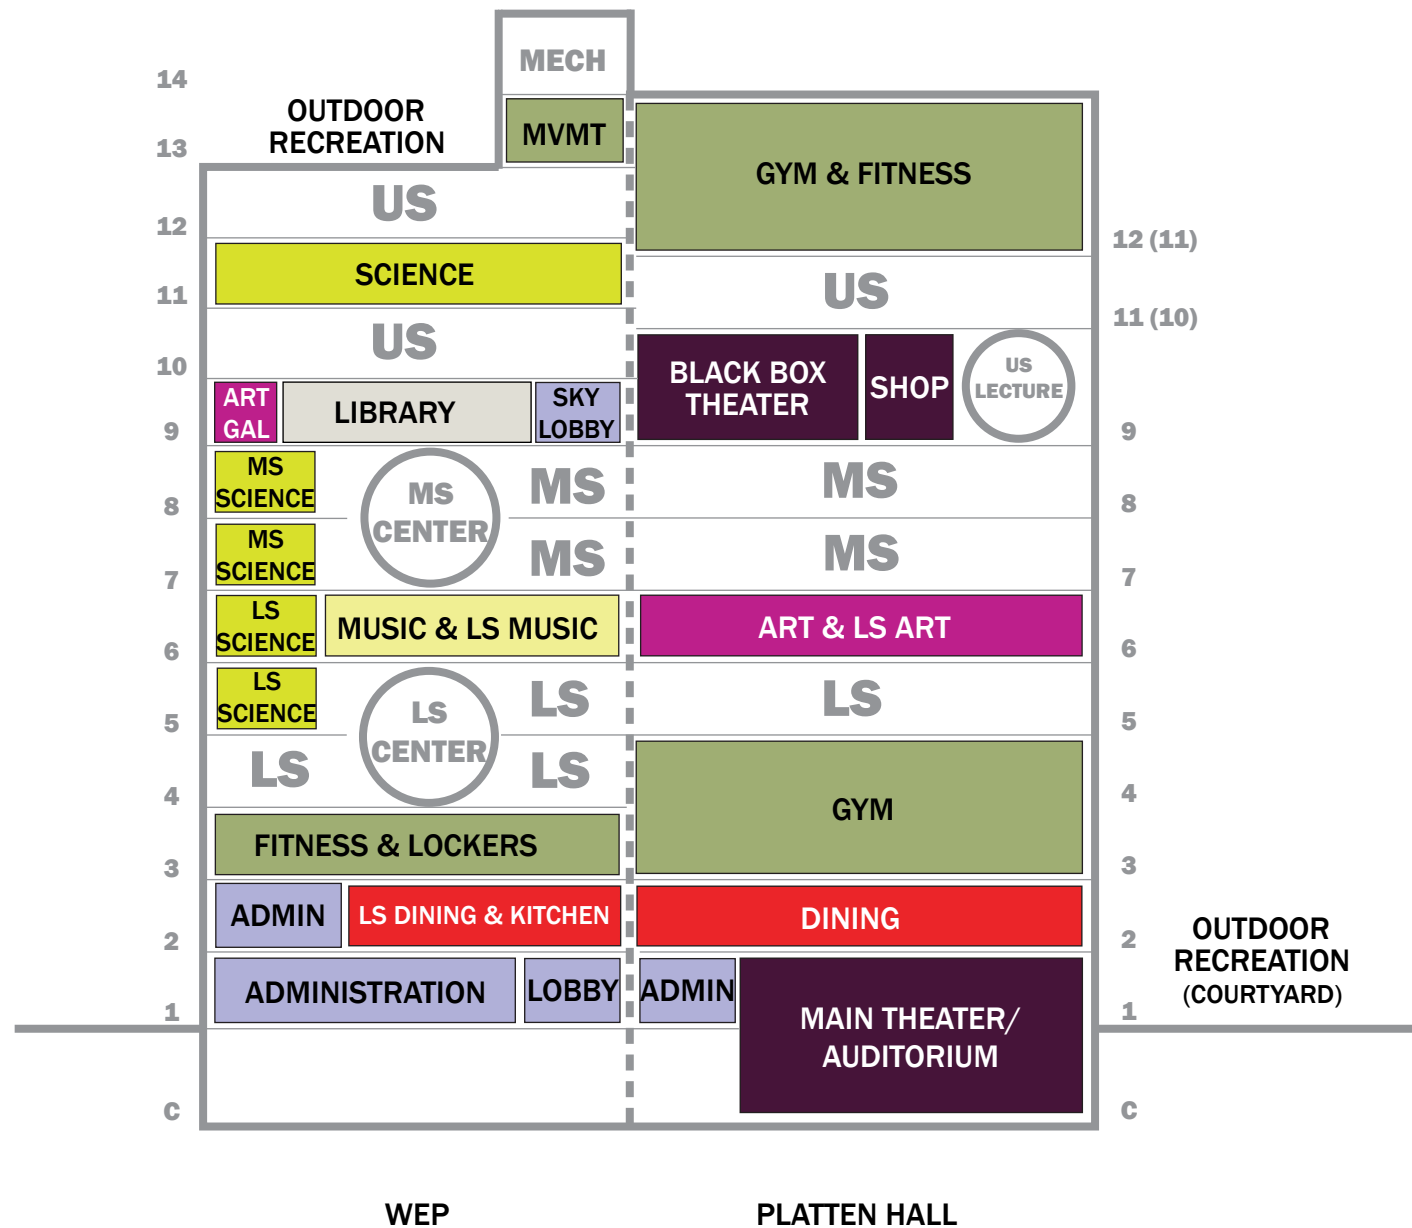 MECH
14
OUTDOOR
RECREATION
MVMT
13
GYM & FITNESS
US
12
12 (11)
SCIENCE
US
11
11 (10)
US
10
BLACK BOX
THEATER
SHOP
US
LECTURE
ART
GAL
LIBRARY
SKY
LOBBY
9
9
MS
SCIENCE
MS
CENTER
MS
MS
8
8
MS
SCIENCE
MS
MS
7
7
LS
SCIENCE
MUSIC & LS MUSIC
ART & LS ART
6
6
LS
SCIENCE
LS
CENTER
LS
LS
5
5
LS
LS
4
GYM
4
FITNESS & LOCKERS
3
3
ADMIN
LS DINING & KITCHEN
DINING
2
2
OUTDOOR
RECREATION
(COURTYARD)
ADMINISTRATION
LOBBY
ADMIN
MAIN THEATER/
AUDITORIUM
1
1
C
C
WEP
PLATTEN HALL